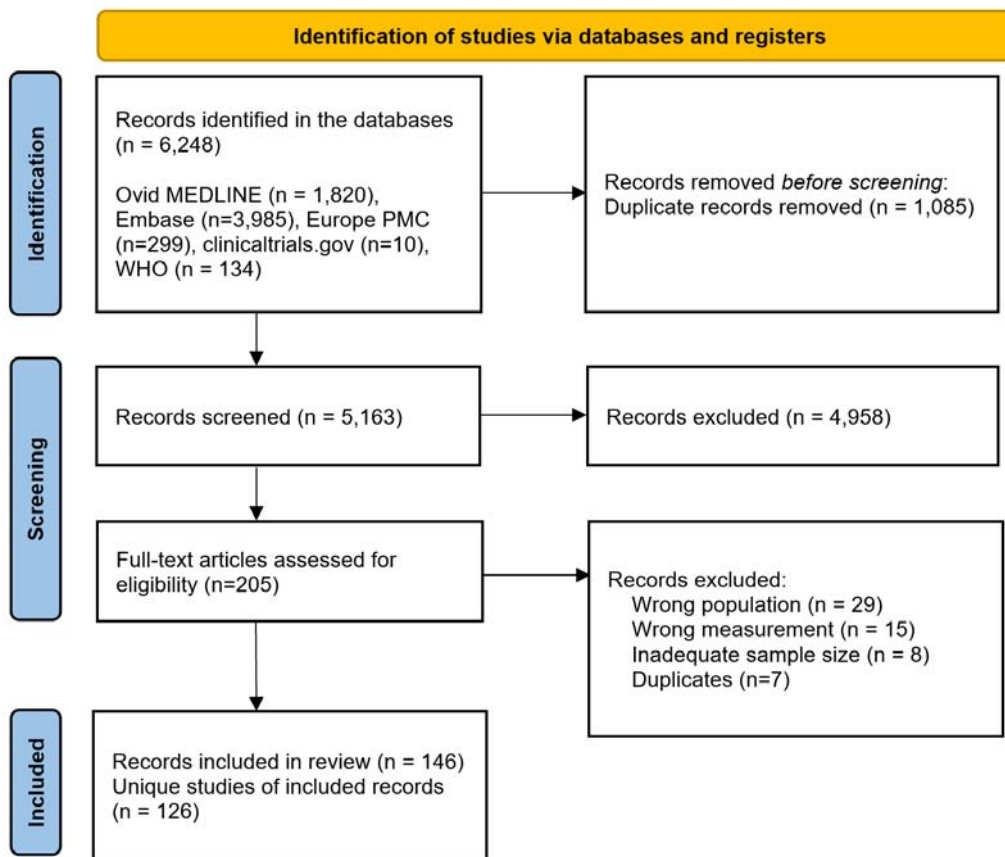 Identification of studies via databases and registers
Identification
Records identified in the databases
(n = 6,248)
Ovid MEDLINE (n = 1,820),
Embase (n=3,985), Europe PMC
(n=299), clinicaltrials.gov (n=10),
WHO (n = 134)
Records removed before screening:
Duplicate records removed (n = 1,085)
Screening
Records screened (n = 5,163)
Records excluded (n = 4,958)
Full-text articles assessed for
eligibility (n=205)
Records excluded:
Wrong population (n = 29)
Wrong measurement (n = 15)
Inadequate sample size (n = 8)
Duplicates (n=7)
Included
Records included in review (n = 146)
Unique studies of included records
(n = 126)